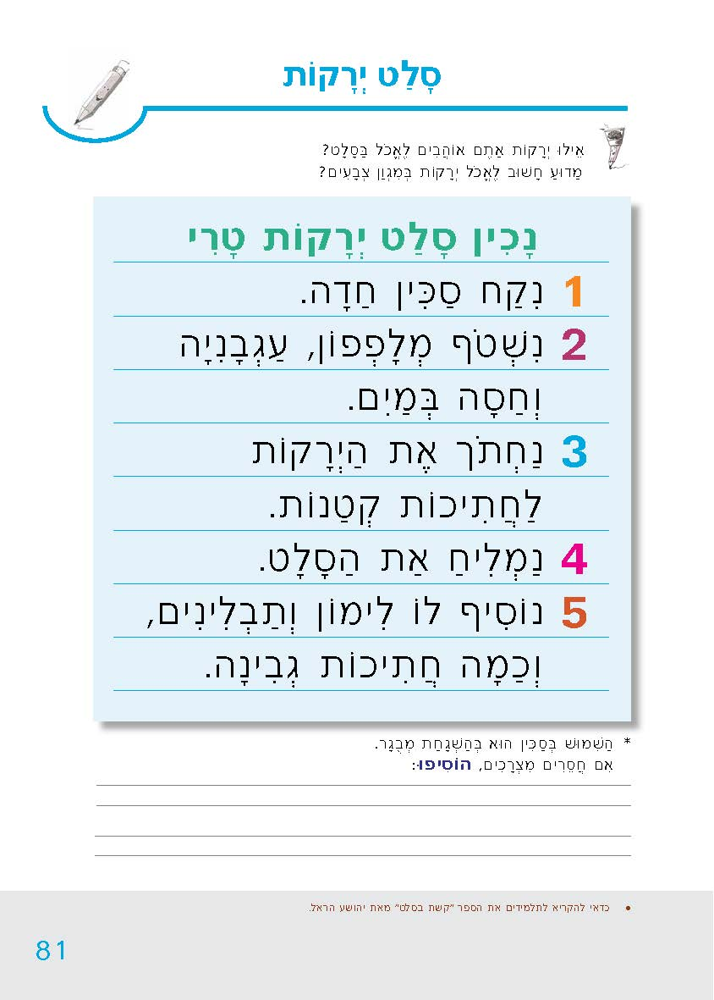 סָלַט יְרָקוֹת
אֵילוּ יְרָקוֹת אַתֶּם אוֹהֲבִים לֶאֱכֹל בַּסָּלָט?
מַדּוּעַ חָשׁוּב לֶאֱכֹל יְרָקוֹת בְּמִגְוַן צְבָעִים?
נָכִין סָלַט יְרָקוֹת טָרִי
1 נִקַּח סַכִּין חַדָה.
2 נִשְׁטֹף מְלָפְפוֹן, עַגְבָנִיָה
וְחַסָה בְּמַיִם.
3 נַחְתֹךְ אֶת הַיְרָקוֹת
לַחֲתִיכוֹת קְטַנוֹת.
4 נַמְלִיחַ אַת הַסָלָט.
5 נוֹסִיף לוֹ לִימוֹן וְתַבְלִינִים,
וְכַמָה חֲתִיכוֹת גְבִינָה.
* הַשִּׁמּוּשׁ בְּסַכִּין הוּא בְּהַשְׁגָּחַת מְבֻגָּר.
אִם חֲסֵרִים מִצְרָכִים, הוֹסִיפוּ:
• כדאי להקריא לתלמידים את הספר "קשת בסלט" מאת יהושע הראל.
81